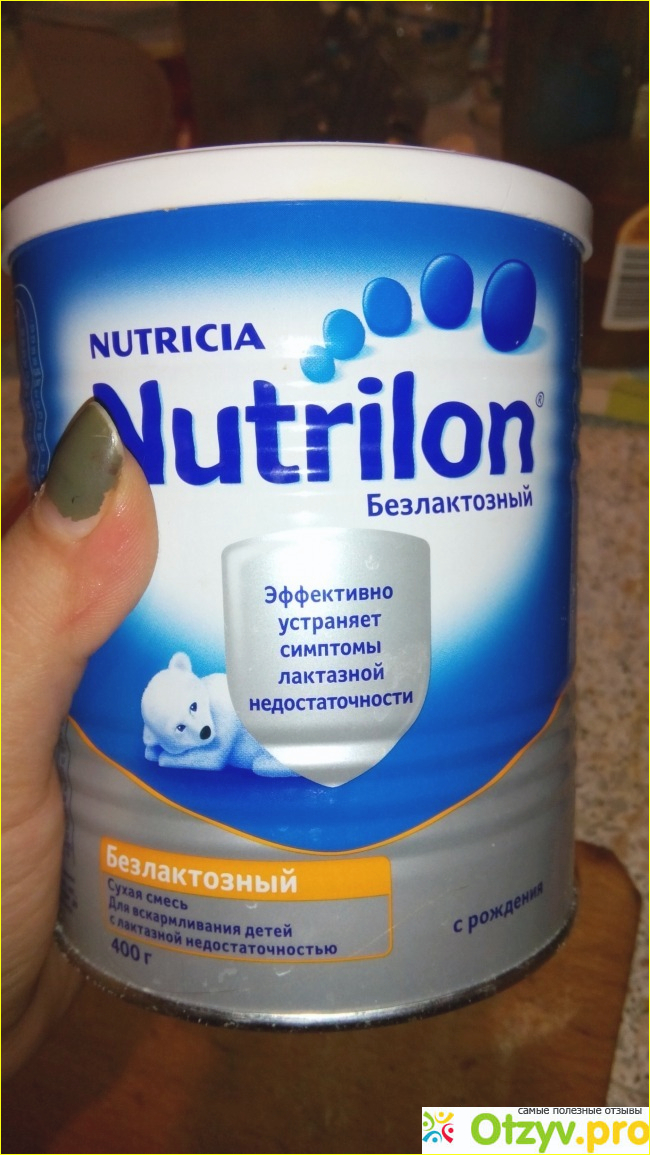 NUTRICIA
Nutrilon®
Безлактозный
Эффективно
устраняет
симптомы
лактазной
недостаточности
Безлактозный
Сухая смесь
Для вскармливания детей
с лактазной недостаточностью
400 г
с рождения
самые полезные отзывы
Otzyv.pro